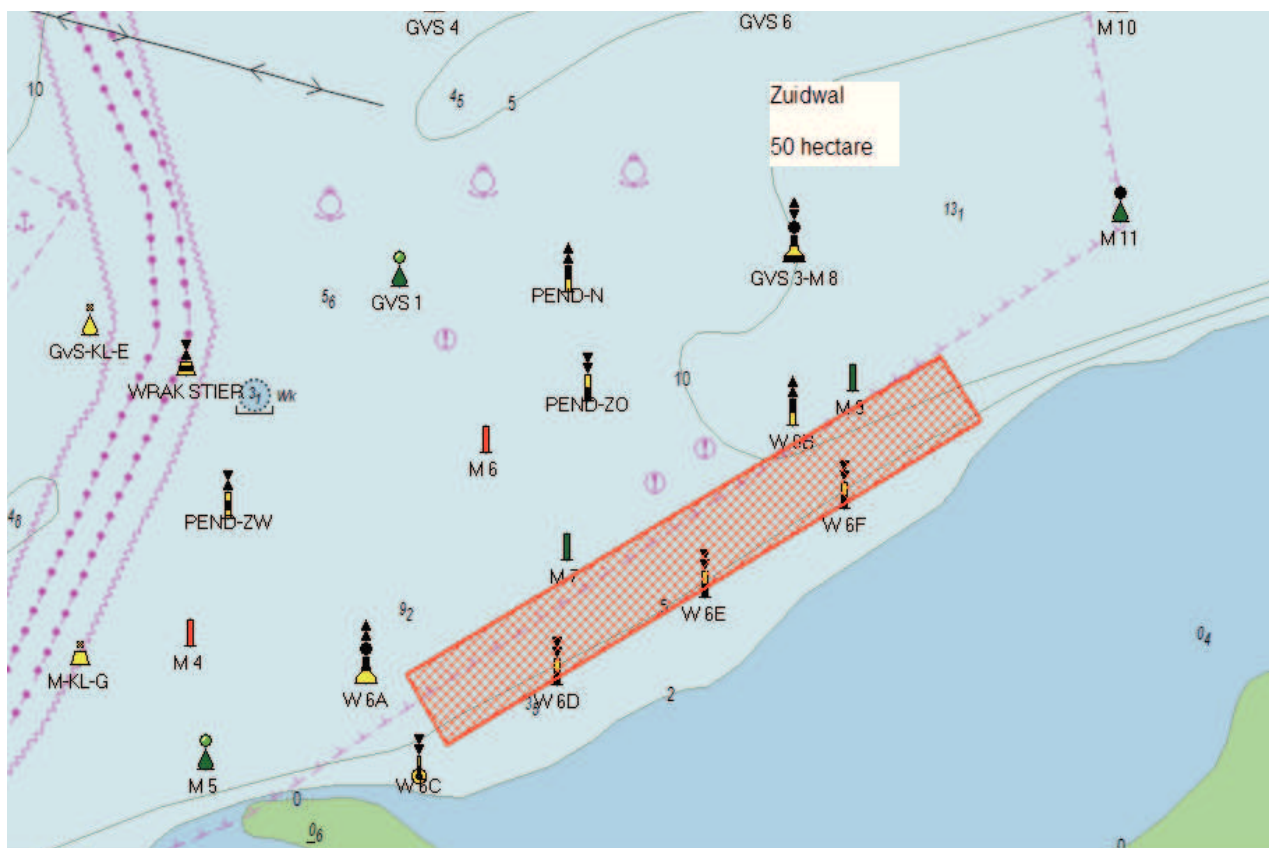 GVS 4
GVS 6
M 10
10
4₅
5
Zuidwal
50 hectare
13₁
M 11
5₆
GVS 1
PEND-N
GVS 3-M 8
GvS-KL-E
WRAK STIER
3₁
Wk
PEND-ZO
10
M 9
W 6B
M 6
4₈
PEND-ZW
W 6F
M 7
5
W 6E
9₂
M 4
M-KL-G
W 6A
W 6D
2
0₄
M 5
W 6C
0
0₆
0